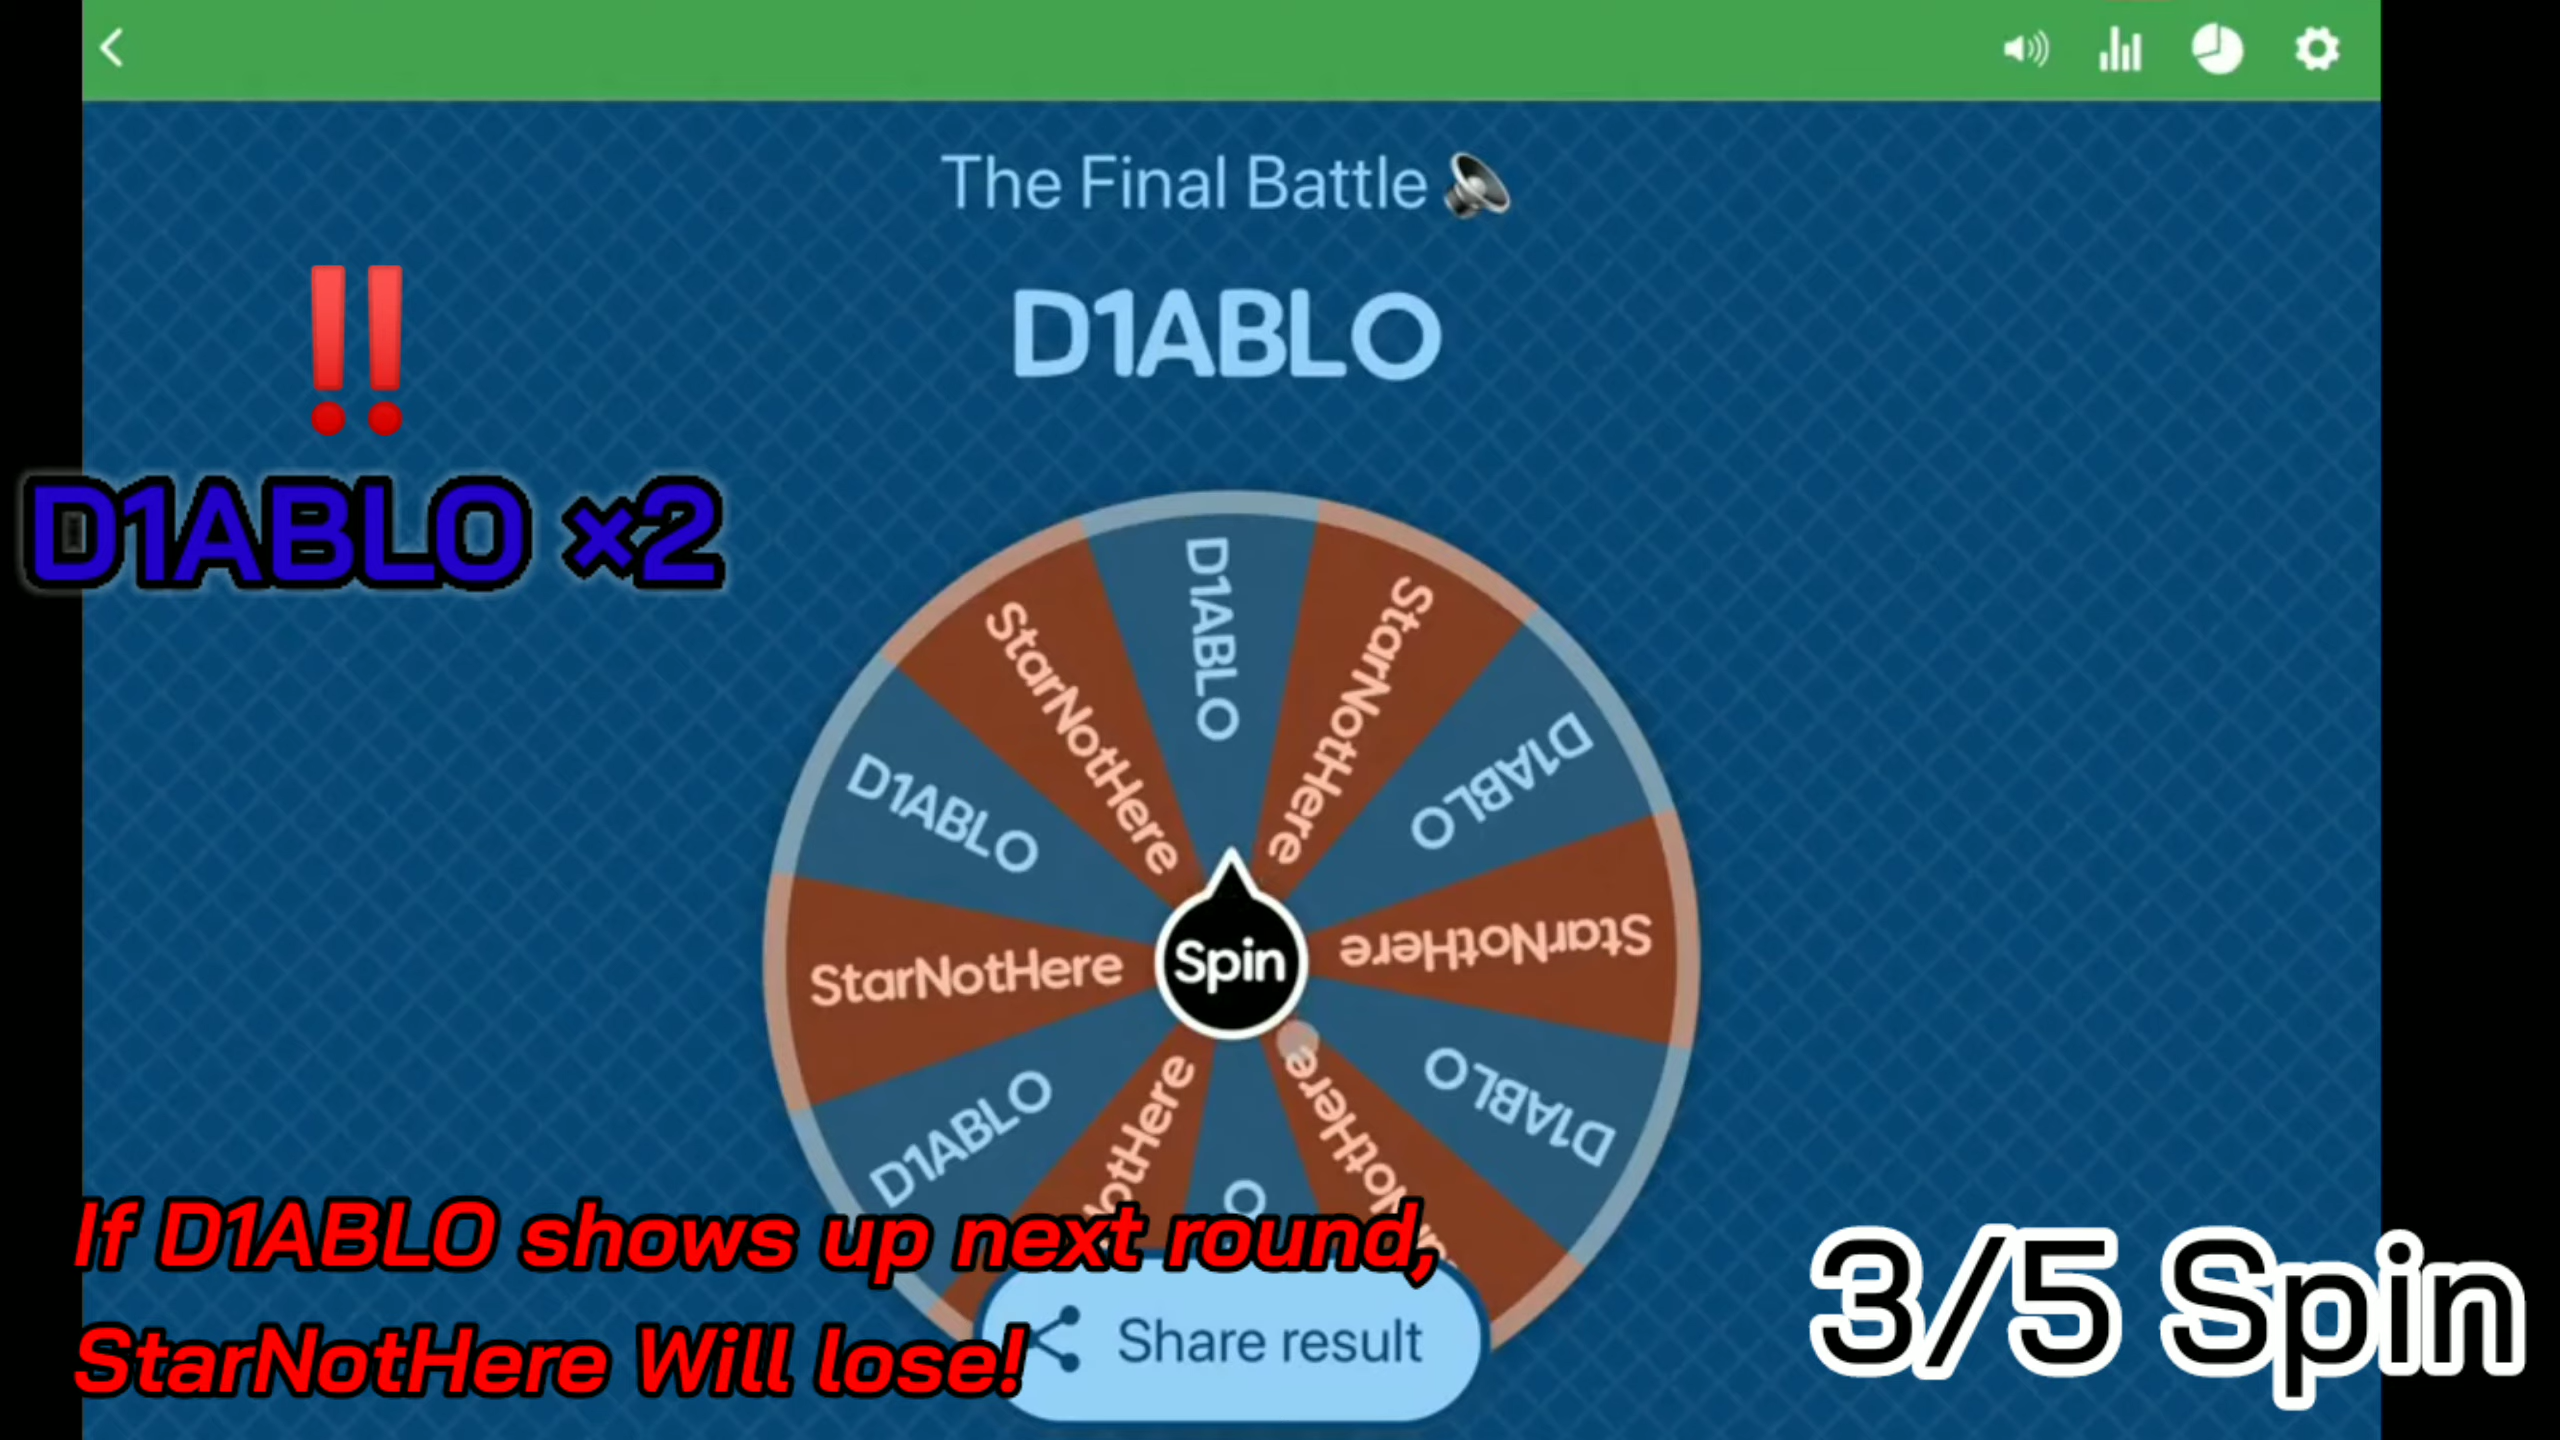 The Final Battle
D1ABLO
D1ABLO ×2
D1ABLO
StarNotHere
D1ABLO
StarNotHere
D1ABLO
StarNotHere
D1ABLO
StarNotHere
D1ABLO
StarNotHere
Spin
If D1ABLO shows up next round,
StarNotHere Will lose!
Share result
3/5 Spin